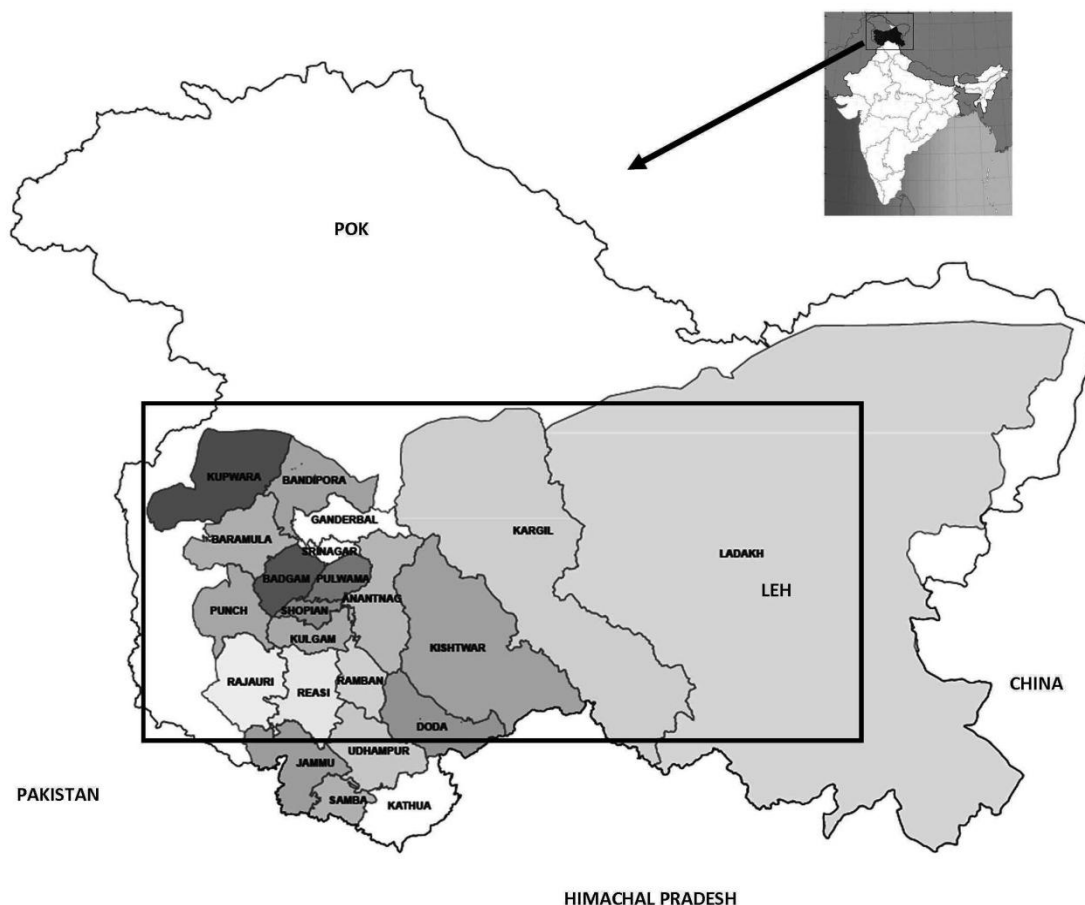 POK
KUPWARA
BANDIPORA
GANDERBAL
BARAMULA
KARGIL
SRINAGAR
LADAKH
BADGAM
PULWAMA
LEH
ANANTNAG
PUNCH
SHOPIAN
KULGAM
KISHTWAR
RAJAURI
REASI
RAMBAN
CHINA
DODA
UDHAMPUR
JAMMU
PAKISTAN
SAMBA
KATHUA
HIMACHAL PRADESH